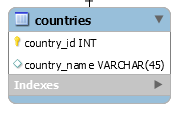 countries
country_id INT
country_name VARCHAR(45)
Indexes